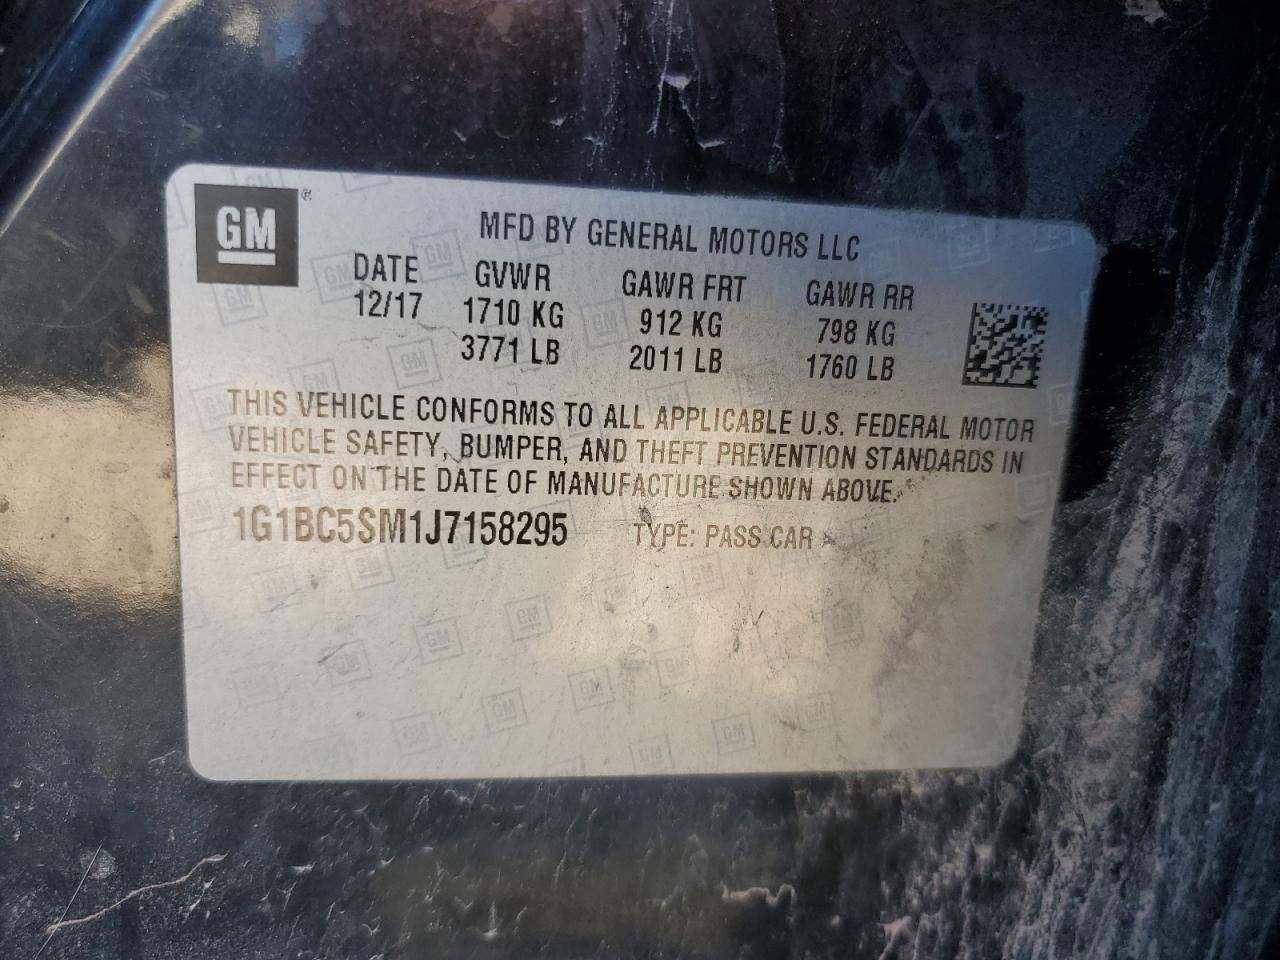 GM ®
MFD BY GENERAL MOTORS LLC
DATE GVWR GAWR FRT GAWR RR
12/17 1710 KG 912 KG 798 KG
3771 LB 2011 LB 1760 LB
THIS VEHICLE CONFORMS TO ALL APPLICABLE U.S. FEDERAL MOTOR
VEHICLE SAFETY, BUMPER, AND THEFT PREVENTION STANDARDS IN
EFFECT ON THE DATE OF MANUFACTURE SHOWN ABOVE.
1G1BC5SM1J7158295 TYPE: PASS CAR